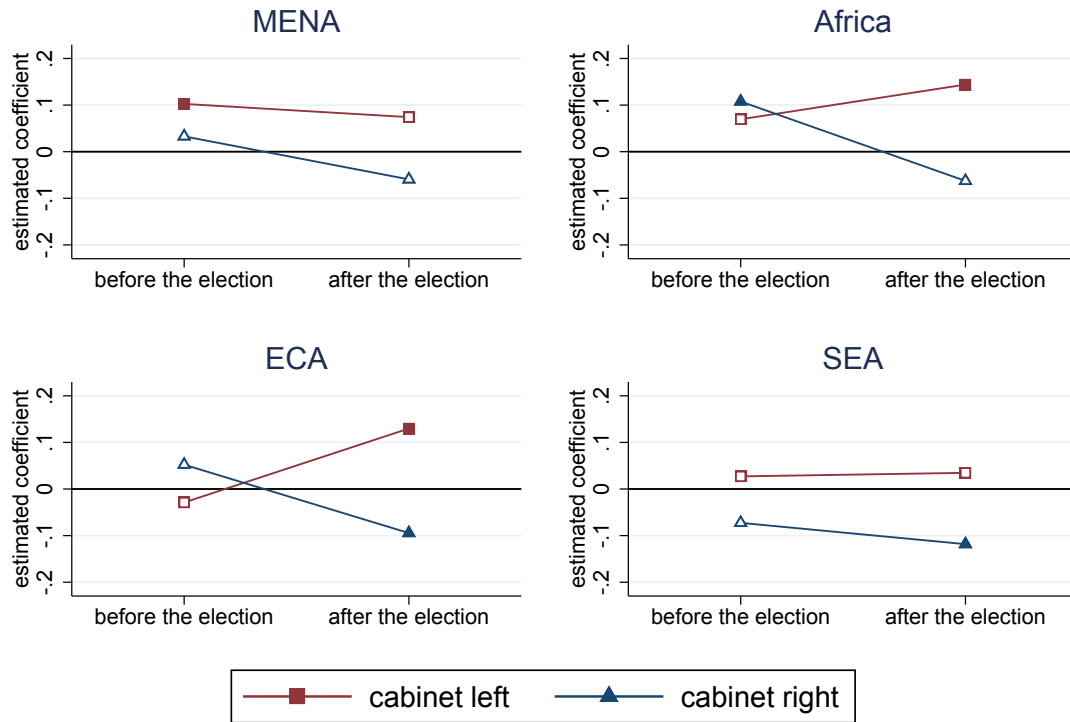 MENA
estimated coefficient
.2
.1
0
-.1
-.2
before the election
after the election
Africa
estimated coefficient
.2
.1
0
-.1
-.2
before the election
after the election
ECA
estimated coefficient
.2
.1
0
-.1
-.2
before the election
after the election
SEA
estimated coefficient
.2
.1
0
-.1
-.2
before the election
after the election
cabinet left
cabinet right